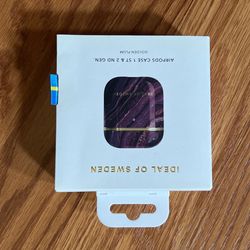 IDEAL OF SWEDEN
AIRPODS CASE 1 ST & 2 ND GEN
GOLDEN PLUM